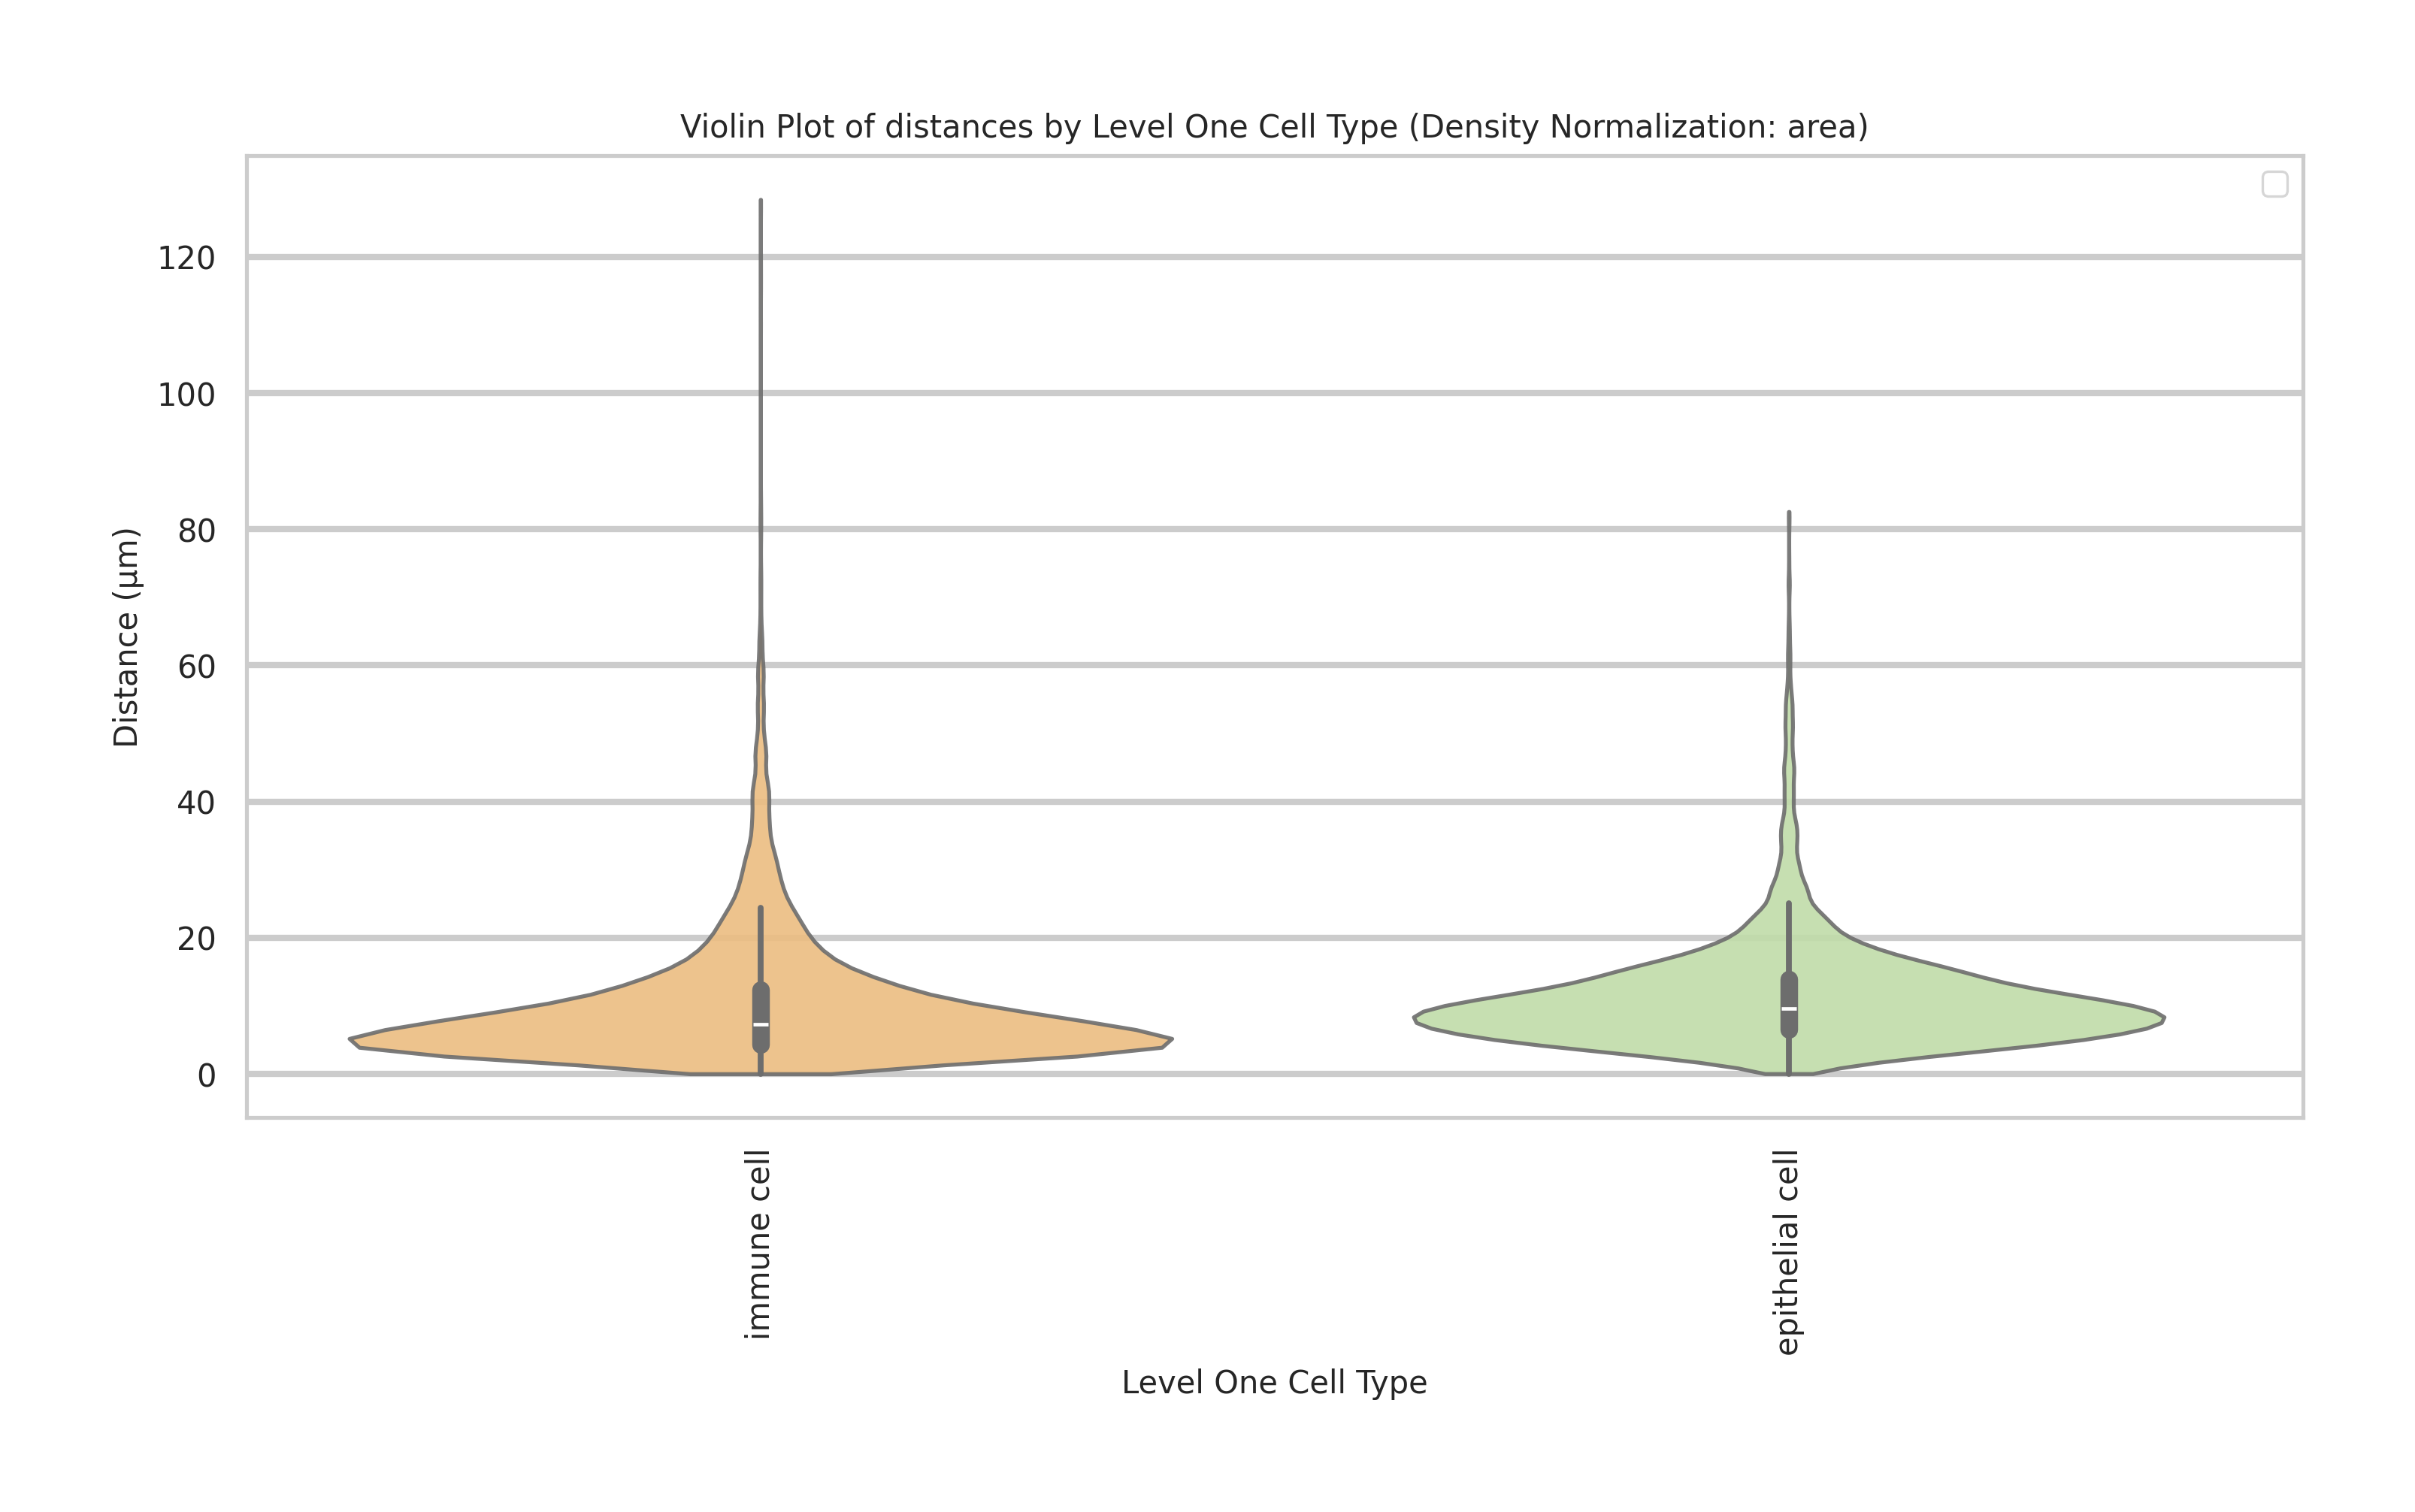 Violin Plot of distances by Level One Cell Type (Density Normalization: area)
120
100
80
60
40
20
0
Distance (µm)
immune cell
epithelial cell
Level One Cell Type